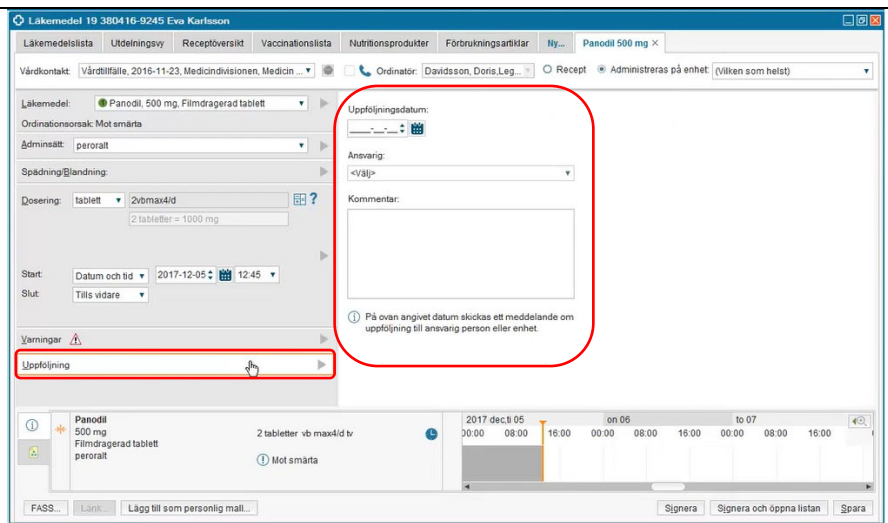 Läkemedel 19 380416-9245 Eva Karlsson
Läkemedelslista Utdelningsvy Receptöversikt Vaccinationslista Nutritionsprodukter Förbrukningsartiklar Ny... Panodil 500 mg ×
Vårdkontakt: Vårdtillfälle, 2016-11-23, Medicindivisionen, Medicin ... Ordinatör: Davidsson, Doris,Leg... Recept Administreras på enhet: (Vilken som helst)
Läkemedel: Panodil, 500 mg, Filmdragerad tablett
Ordinationsorsak: Mot smärta
Adminsätt: peroralt
Spädning/Blandning:
Dosering: tablett 2vbmax4/d ?
2 tabletter = 1000 mg
Start: Datum och tid 2017-12-05 12:45
Slut: Tills vidare
Varningar
Uppföljning
Uppföljningsdatum:
____-__-__
Ansvarig:
<Välj>
Kommentar:
På ovan angivet datum skickas ett meddelande om
uppföljning till ansvarig person eller enhet.
Panodil
500 mg
Filmdragerad tablett
peroralt
2 tabletter vb max4/d tv
Mot smärta
2017 dec,ti 05 on 06 to 07
00:00 08:00 16:00 00:00 08:00 16:00 00:00 08:00 16:00
FASS... Länk... Lägg till som personlig mall... Signera Signera och öppna listan Spara